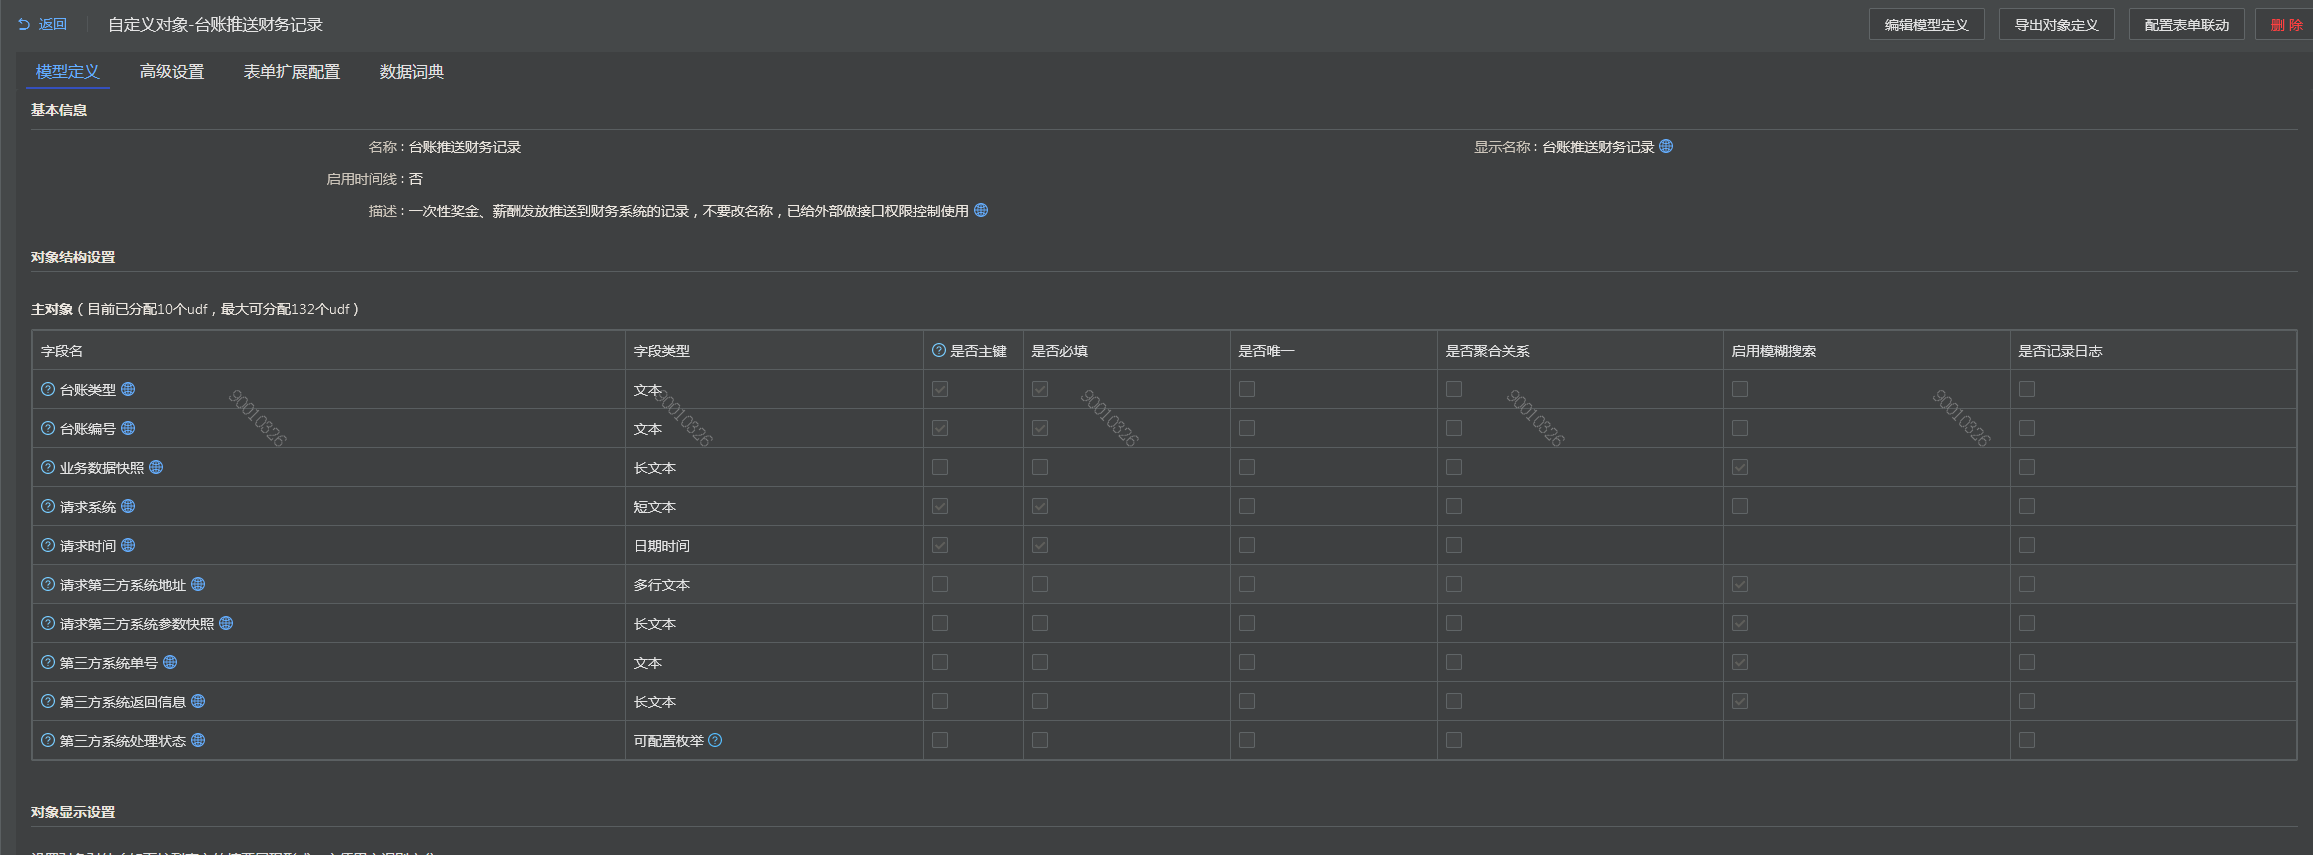 返回 自定义对象-台账推送财务记录 编辑模型定义 导出对象定义 配置表单联动 删 除
模型定义 高级设置 表单扩展配置 数据词典
基本信息
名称 : 台账推送财务记录 显示名称 : 台账推送财务记录
启用时间线 : 否
描述 : 一次性奖金、薪酬发放推送到财务系统的记录，不要改名称，已给外部做接口权限控制使用
对象结构设置
主对象（目前已分配10个udf，最大可分配132个udf）
字段名 字段类型 是否主键 是否必填 是否唯一 是否聚合关系 启用模糊搜索 是否记录日志
台账类型 文本
90010326 90010326 90010326 90010326 90010326
台账编号 文本
业务数据快照 长文本
请求系统 短文本
请求时间 日期时间
请求第三方系统地址 多行文本
请求第三方系统参数快照 长文本
第三方系统单号 文本
第三方系统返回信息 长文本
第三方系统处理状态 可配置枚举
对象显示设置